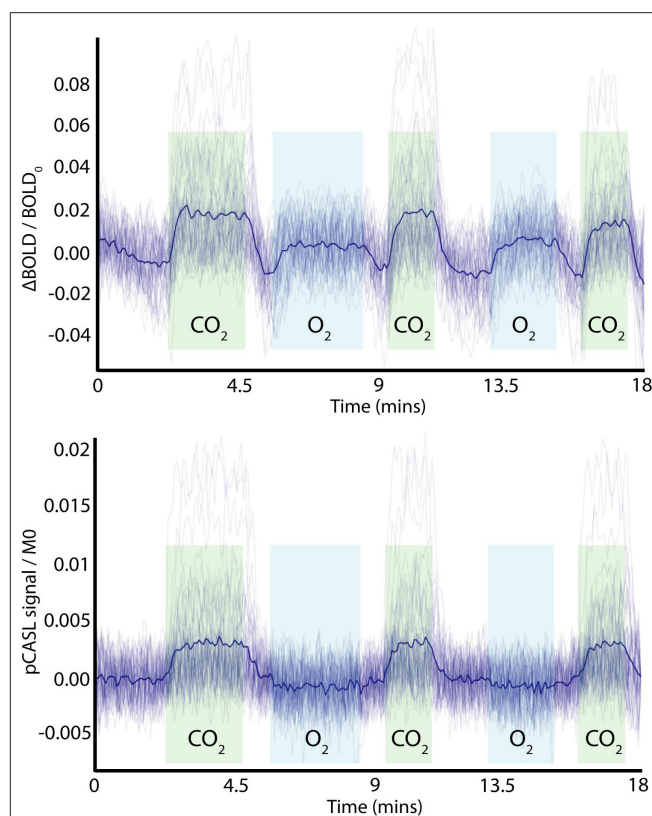 ΔBOLD / BOLD₀
0.08
0.06
0.04
0.02
0.00
-0.02
-0.04
CO₂ O₂ CO₂ O₂ CO₂
0 4.5 9 13.5 18
Time (mins)
pCASL signal / M0
0.02
0.015
0.01
0.005
0.00
-0.005
CO₂ O₂ CO₂ O₂ CO₂
0 4.5 9 13.5 18
Time (mins)